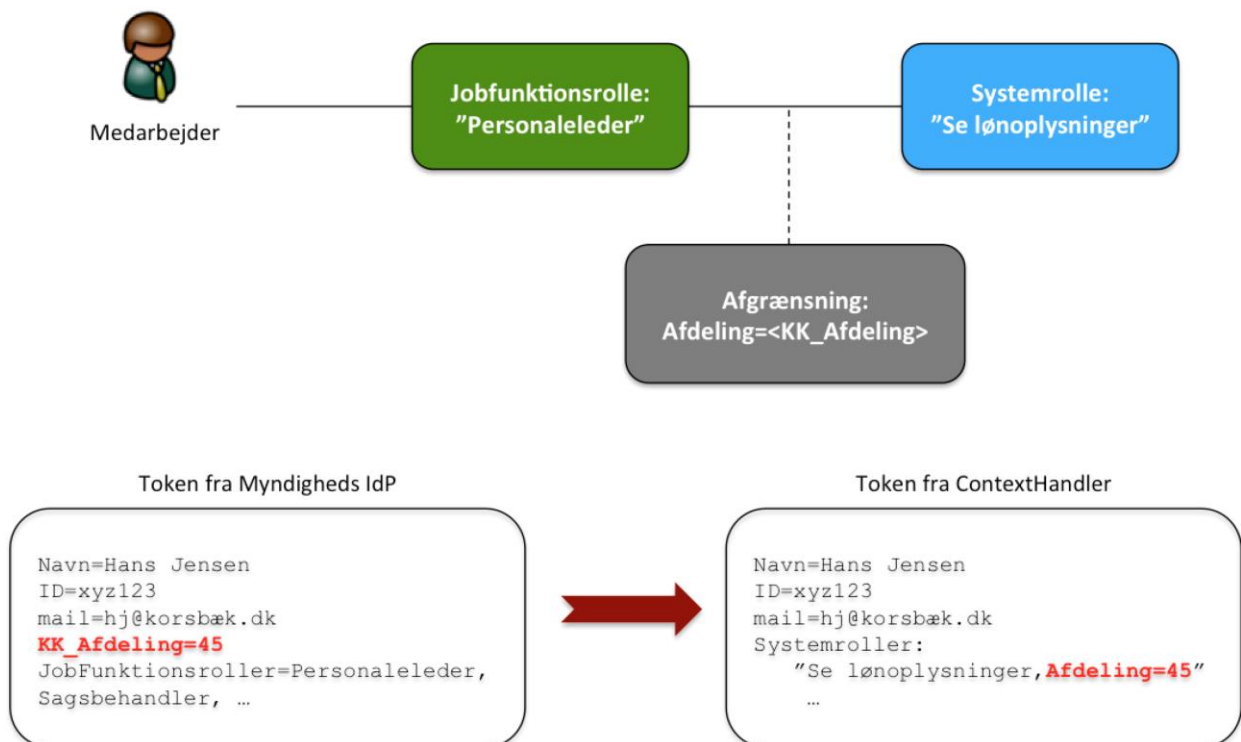 Medarbejder
Jobfunktionsrolle:
”Personaleleder”
Systemrolle:
”Se lønoplysninger”
Afgrænsning:
Afdeling=<KK_Afdeling>
Token fra Myndigheds IdP
Navn=Hans Jensen
ID=xyz123
mail=hj@korsbæk.dk
KK_Afdeling=45
JobFunktionsroller=Personaleleder,
Sagsbehandler, …
Token fra ContextHandler
Navn=Hans Jensen
ID=xyz123
mail=hj@korsbæk.dk
Systemroller:
”Se lønoplysninger,Afdeling=45”
…